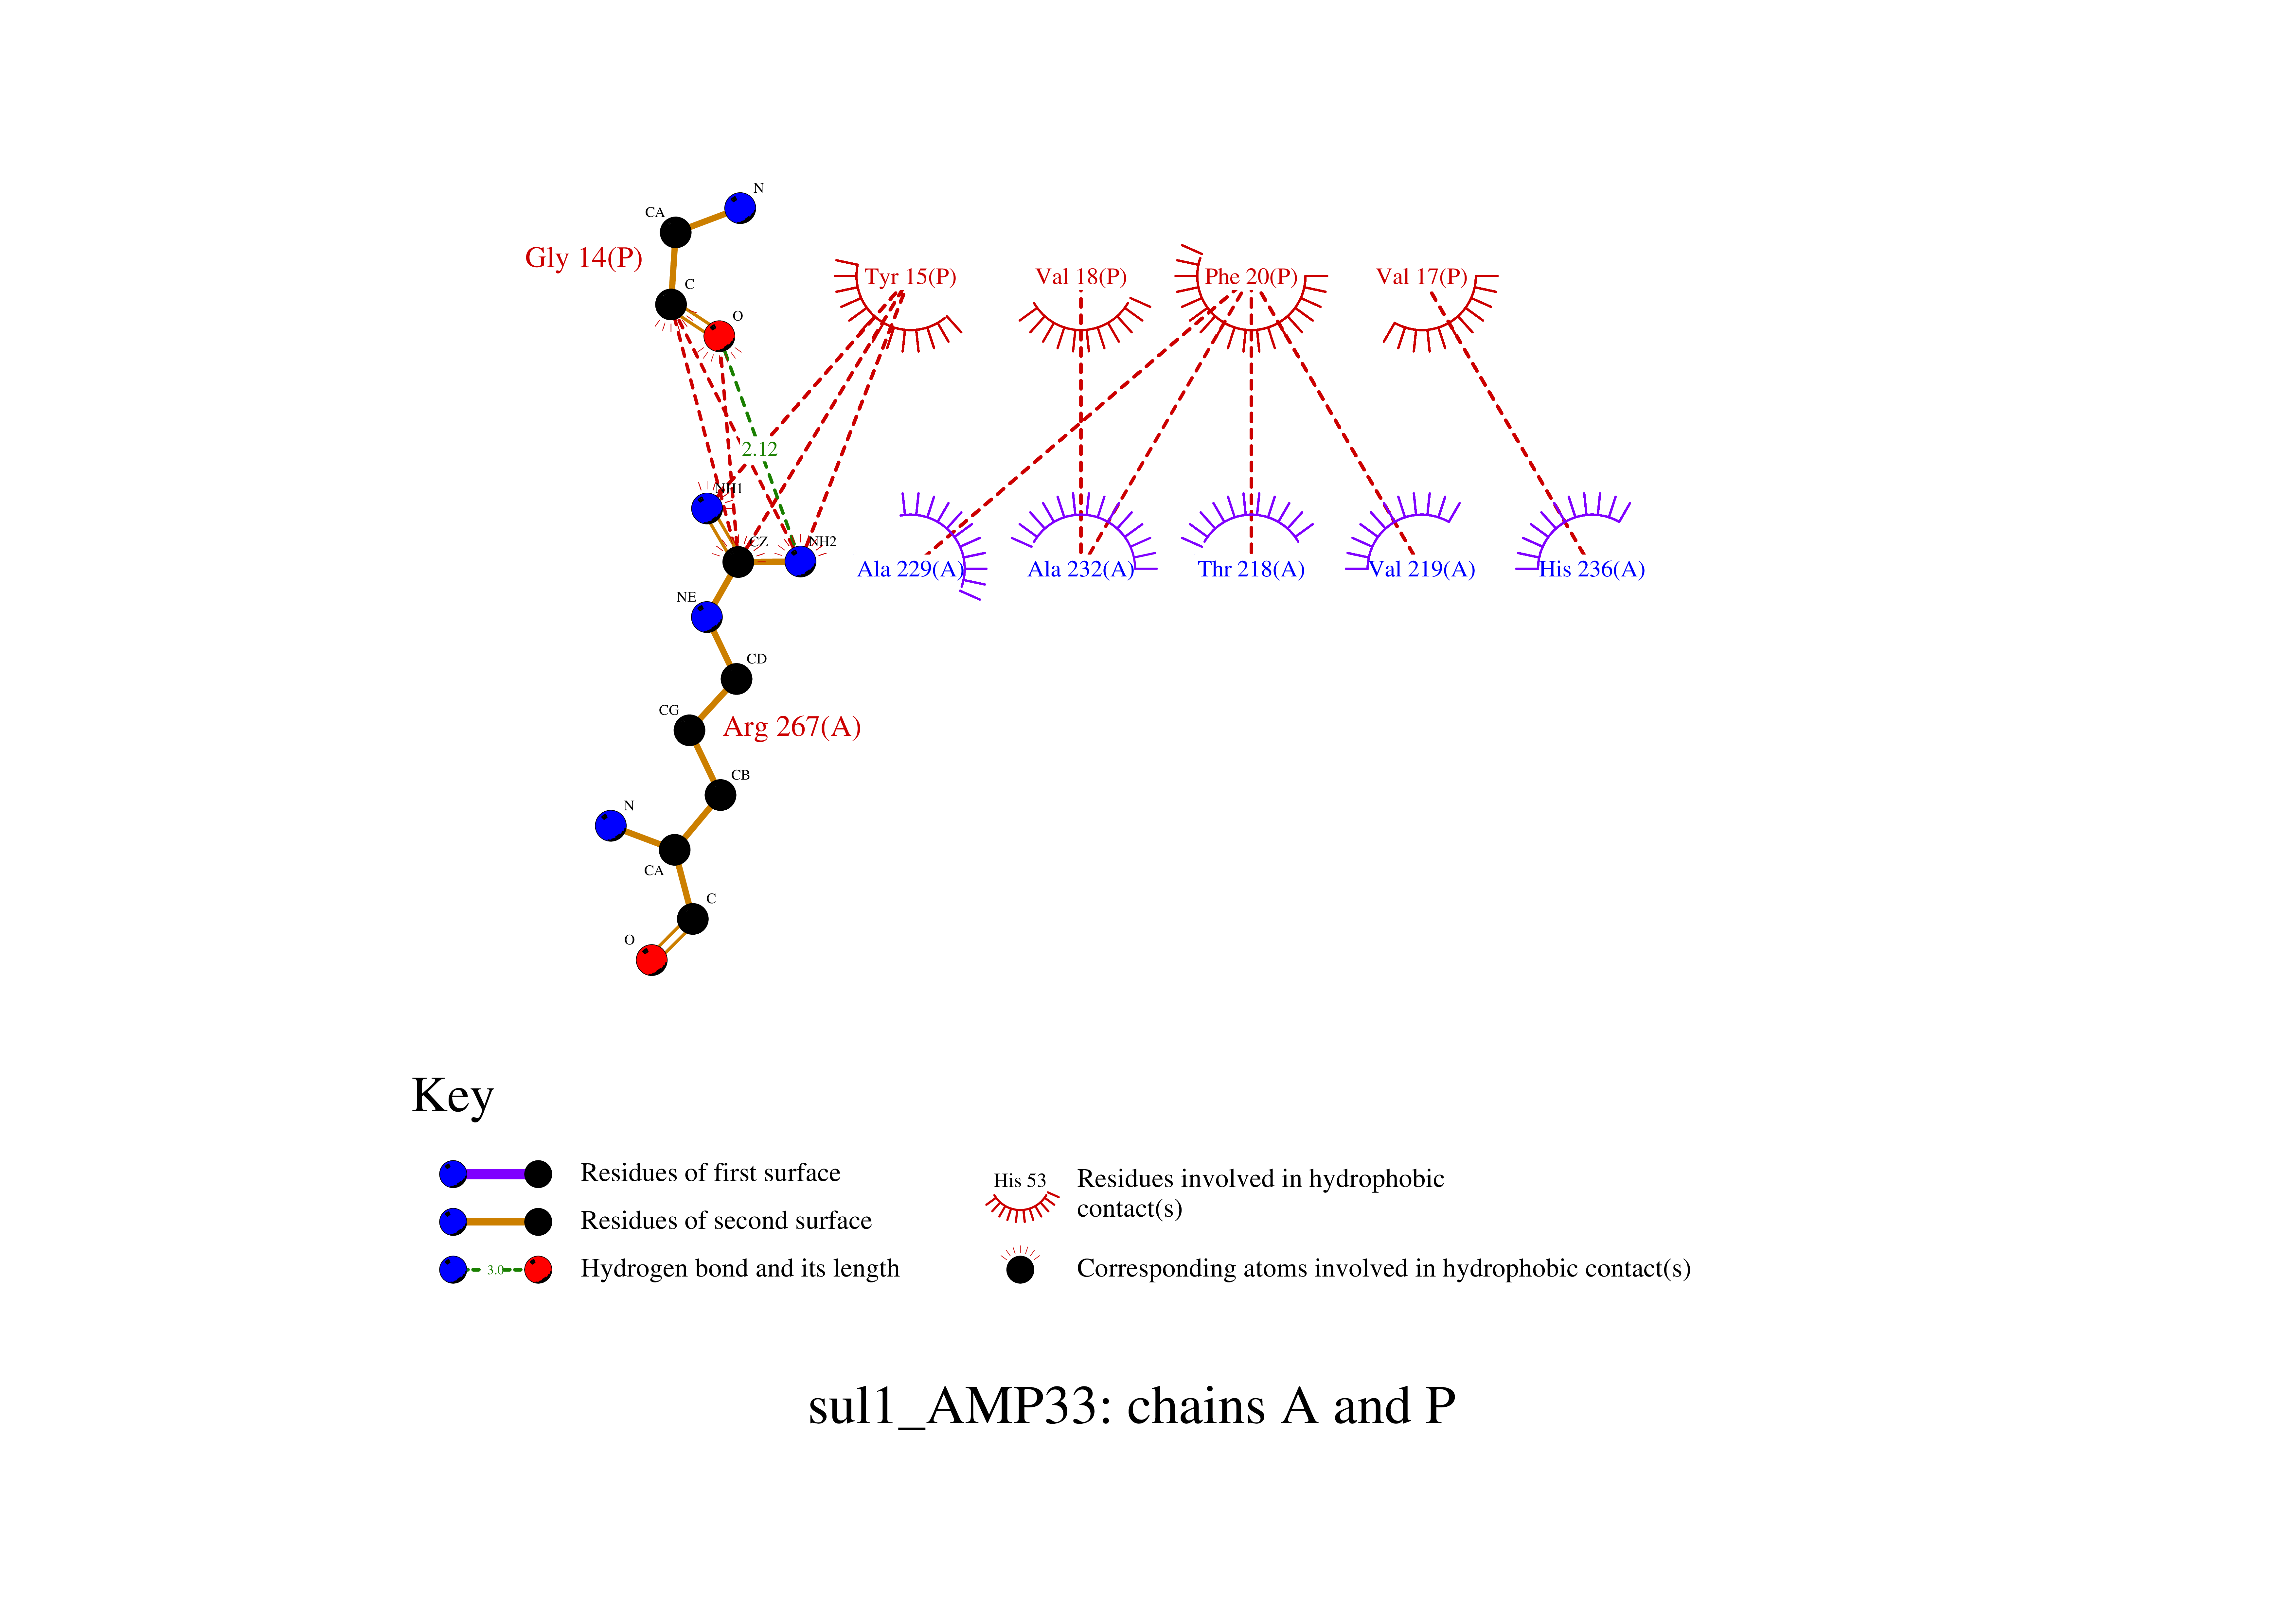 N
CA
Gly 14(P)
C
O
Tyr 15(P) Val 18(P) Phe 20(P) Val 17(P)
2.12
NH1
CZ NH2
Ala 229(A) Ala 232(A) Thr 218(A) Val 219(A) His 236(A)
NE
CD
CG
Arg 267(A)
CB
N
CA
C
O
Key
Residues of first surface
Residues of second surface
3.0 Hydrogen bond and its length
His 53 Residues involved in hydrophobic
contact(s)
Corresponding atoms involved in hydrophobic contact(s)
sul1_AMP33: chains A and P